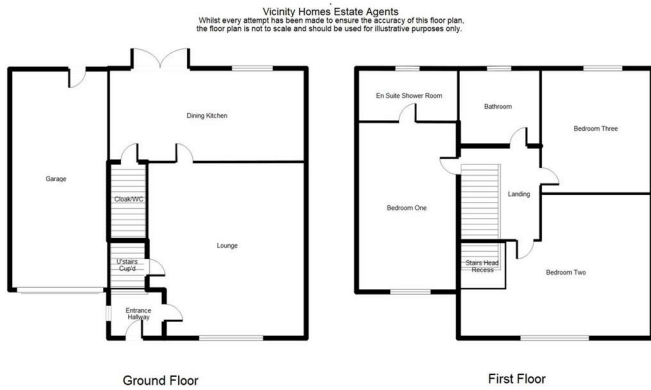 Vicinity Homes Estate Agents
Whilst every attempt has been made to ensure the accuracy of this floor plan,
the floor plan is not to scale and should be used for illustrative purposes only.
Dining Kitchen
Garage
Cloak/WC
Lounge
U'stairs
Cup'd
Entrance
Hallway
Ground Floor
En Suite Shower Room
Bathroom
Bedroom Three
Bedroom One
Landing
Stairs Head
Recess
Bedroom Two
First Floor